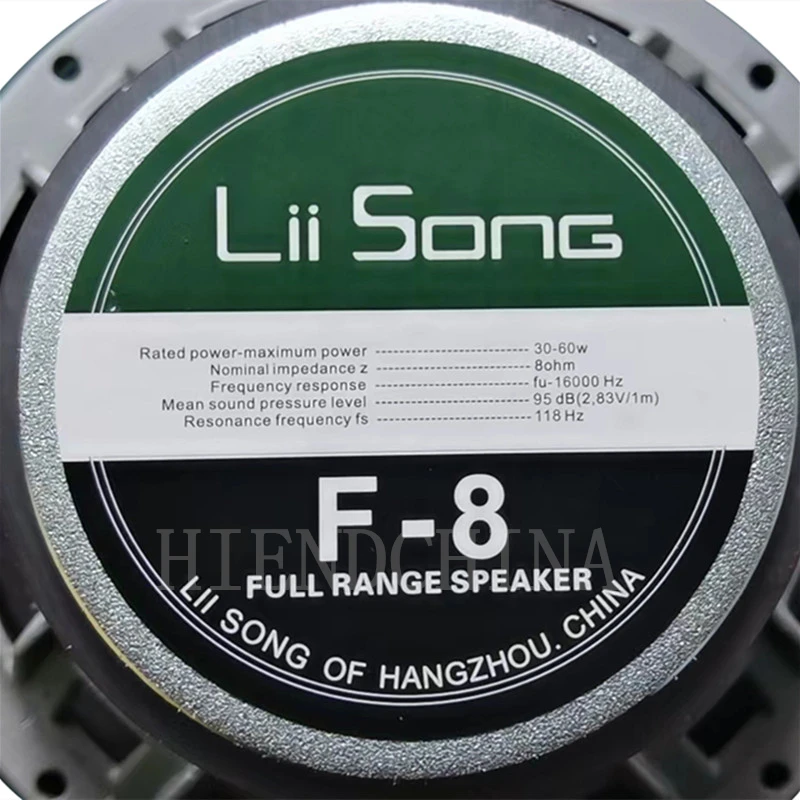 Lii Song
Rated power-maximum power ---------------------- 30-60w
Nominal impedance z ---------------------- 8ohm
Frequency response ---------------------- fu-16000 Hz
Mean sound pressure level ---------------------- 95 dB(2,83V/1m)
Resonance frequency fs ---------------------- 118 Hz
F-8
HIENDCHINA
FULL RANGE SPEAKER
LII SONG OF HANGZHOU. CHINA